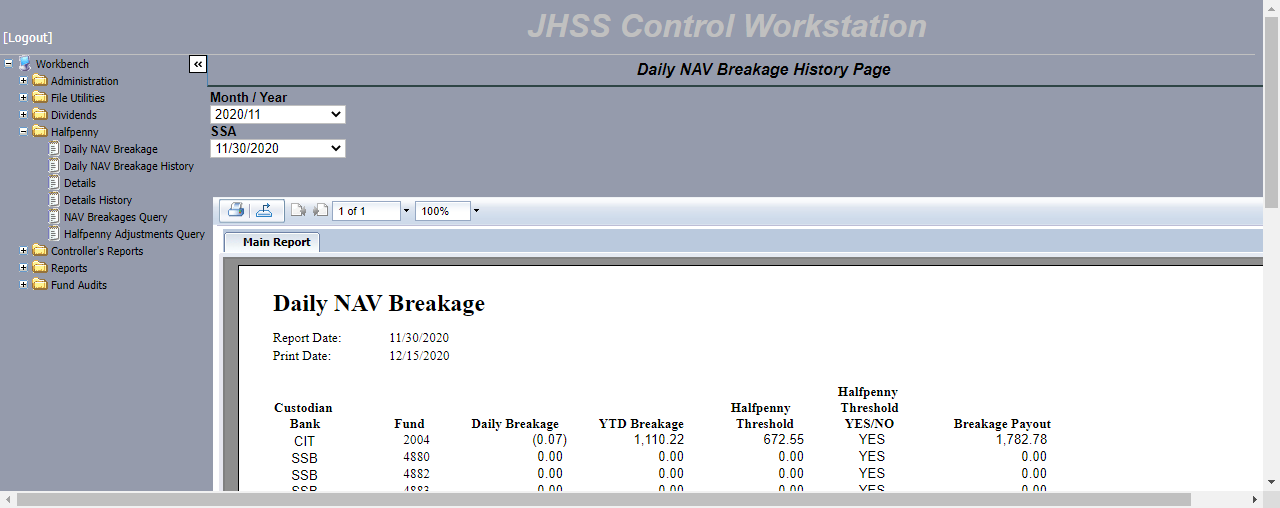 JHSS Control Workstation
[Logout]
Workbench
«
Daily NAV Breakage History Page
Administration
File Utilities
Dividends
Halfpenny
Daily NAV Breakage
Daily NAV Breakage History
Details
Details History
NAV Breakages Query
Halfpenny Adjustments Query
Controller's Reports
Reports
Fund Audits
Month / Year
2020/11
SSA
11/30/2020
1 of 1
100%
Main Report
Daily NAV Breakage
Report Date: 11/30/2020
Print Date: 12/15/2020
Custodian Bank Fund Daily Breakage YTD Breakage Halfpenny Threshold Halfpenny Threshold YES/NO Breakage Payout
CIT 2004 (0.07) 1,110.22 672.55 YES 1,782.78
SSB 4880 0.00 0.00 0.00 YES 0.00
SSB 4882 0.00 0.00 0.00 YES 0.00
SSB 4883 0.00 0.00 0.00 YES 0.00